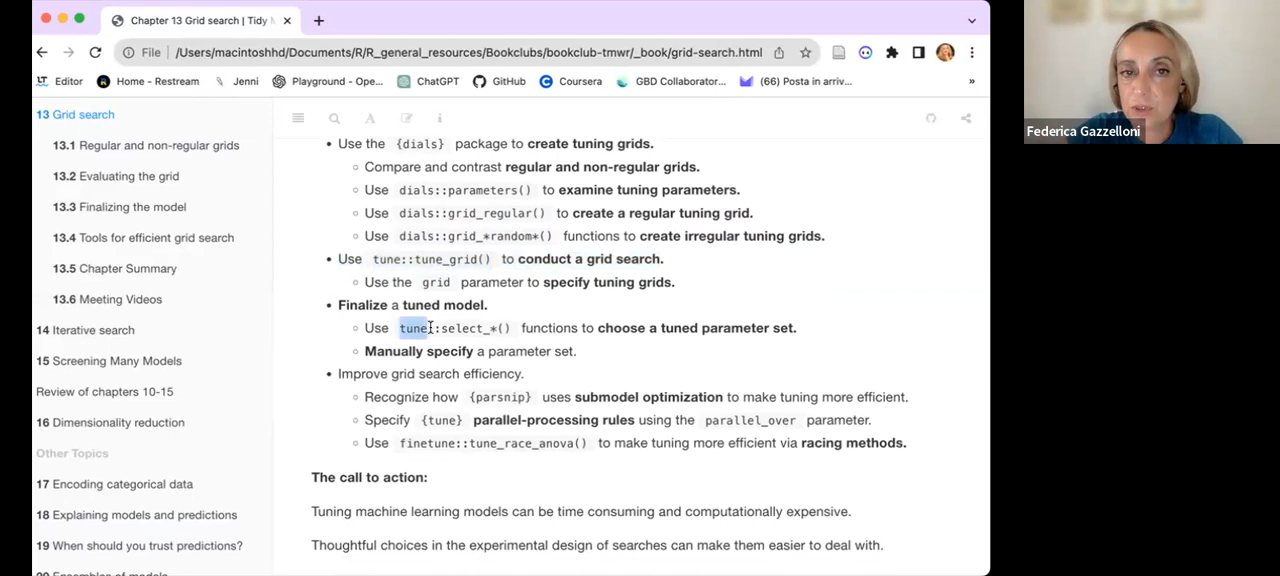 Chapter 13 Grid search | Tidy M
File /Users/macintoshhd/Documents/R/R_general_resources/Bookclubs/bookclub-tmwr/_book/grid-search.html
Editor
Home - Restream
Jenni
Playground - Ope...
ChatGPT
GitHub
Coursera
GBD Collaborator...
(66) Posta in arriv...
»
13 Grid search
13.1 Regular and non-regular grids
13.2 Evaluating the grid
13.3 Finalizing the model
13.4 Tools for efficient grid search
13.5 Chapter Summary
13.6 Meeting Videos
14 Iterative search
15 Screening Many Models
Review of chapters 10-15
16 Dimensionality reduction
Other Topics
17 Encoding categorical data
18 Explaining models and predictions
19 When should you trust predictions?
20 Ensembles of models
• Use the {dials} package to create tuning grids.
◦ Compare and contrast regular and non-regular grids.
◦ Use dials::parameters() to examine tuning parameters.
◦ Use dials::grid_regular() to create a regular tuning grid.
◦ Use dials::grid_*random*() functions to create irregular tuning grids.
• Use tune::tune_grid() to conduct a grid search.
◦ Use the grid parameter to specify tuning grids.
• Finalize a tuned model.
◦ Use tune::select_*() functions to choose a tuned parameter set.
◦ Manually specify a parameter set.
• Improve grid search efficiency.
◦ Recognize how {parsnip} uses submodel optimization to make tuning more efficient.
◦ Specify {tune} parallel-processing rules using the parallel_over parameter.
◦ Use finetune::tune_race_anova() to make tuning more efficient via racing methods.
The call to action:
Tuning machine learning models can be time consuming and computationally expensive.
Thoughtful choices in the experimental design of searches can make them easier to deal with.
Federica Gazzelloni